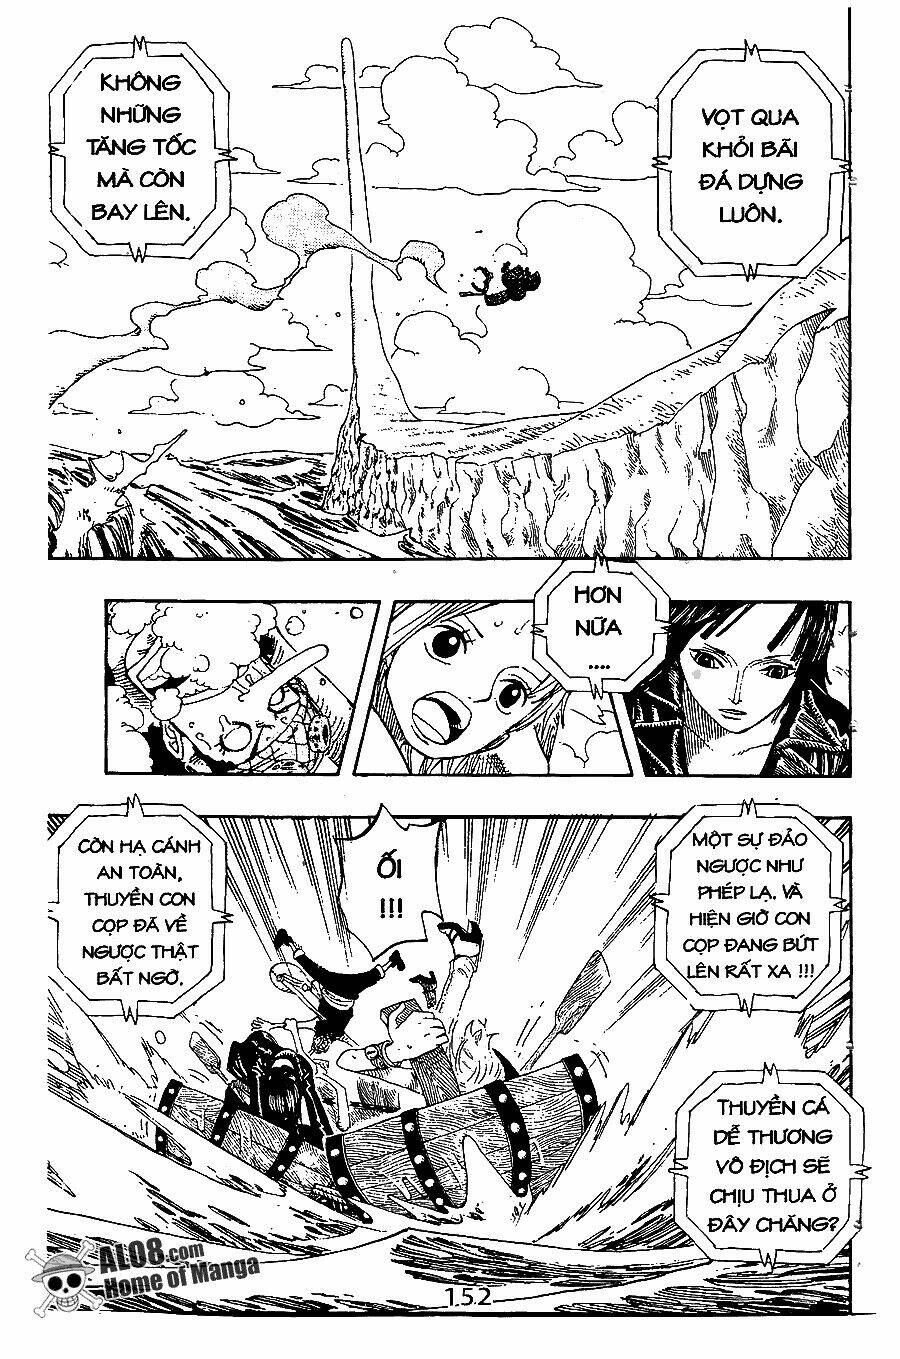 VỌT QUA
KHỎI BÃI
ĐÁ DỰNG
LUÔN.
KHÔNG
NHỮNG
TĂNG TỐC
MÀ CÒN
BAY LÊN.
HƠN
NỮA
....
MỘT SỰ ĐẢO
NGƯỢC NHƯ
PHÉP LẠ. VÀ
HIỆN GIỜ CON
CỌP ĐANG BỨT
LÊN RẤT XA !!!
ỐI
!!!
CÒN HẠ CÁNH
AN TOÀN,
THUYỀN CON
CỌP ĐÃ VỀ
NGƯỢC THẬT
BẤT NGỜ.
THUYỀN CÁ
DỄ THƯƠNG
VÔ ĐỊCH SẼ
CHỊU THUA Ở
ĐÂY CHĂNG?
AL08.com
Home of Manga
152